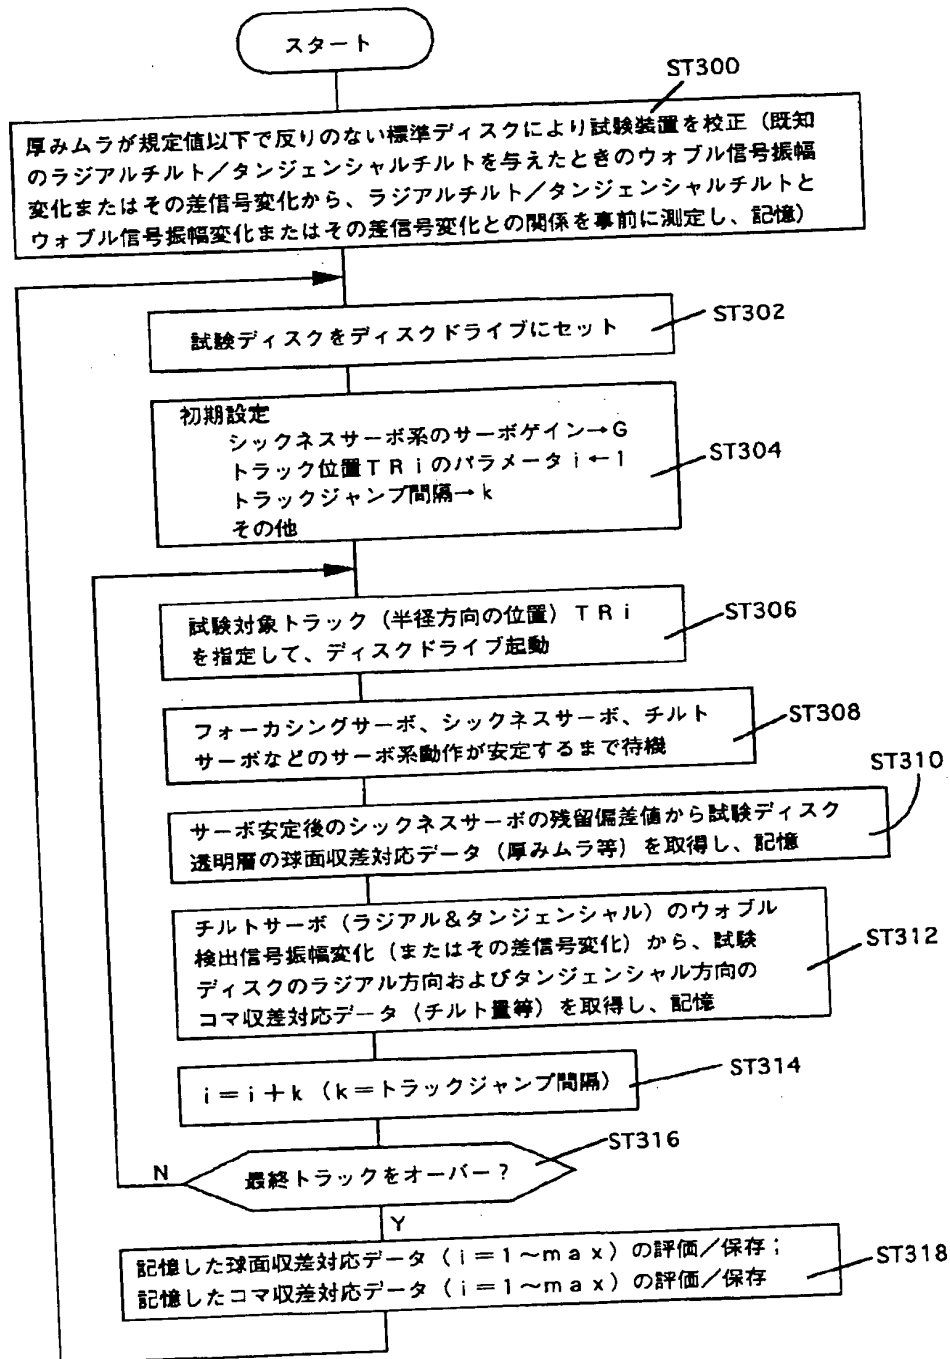 スタート
ST300
厚みムラが規定値以下で反りのない標準ディスクにより試験装置を校正（既知
のラジアルチルト／タンジェンシャルチルトを与えたときのウォブル信号振幅
変化またはその差信号変化から、ラジアルチルト／タンジェンシャルチルトと
ウォブル信号振幅変化またはその差信号変化との関係を事前に測定し、記憶）
試験ディスクをディスクドライブにセット
ST302
初期設定
シックネスサーボ系のサーボゲイン→G
トラック位置TRiのパラメータi←1
トラックジャンプ間隔→k
その他
ST304
試験対象トラック（半径方向の位置）TRi
を指定して、ディスクドライブ起動
ST306
フォーカシングサーボ、シックネスサーボ、チルト
サーボなどのサーボ系動作が安定するまで待機
ST308
ST310
サーボ安定後のシックネスサーボの残留偏差値から試験ディスク
透明層の球面収差対応データ（厚みムラ等）を取得し、記憶
チルトサーボ（ラジアル&タンジェンシャル）のウォブル
検出信号振幅変化（またはその差信号変化）から、試験
ディスクのラジアル方向およびタンジェンシャル方向の
コマ収差対応データ（チルト量等）を取得し、記憶
ST312
i＝i＋k（k＝トラックジャンプ間隔）
ST314
最終トラックをオーバー？
ST316
N
Y
記憶した球面収差対応データ（i＝1～max）の評価／保存；
記憶したコマ収差対応データ（i＝1～max）の評価／保存
ST318